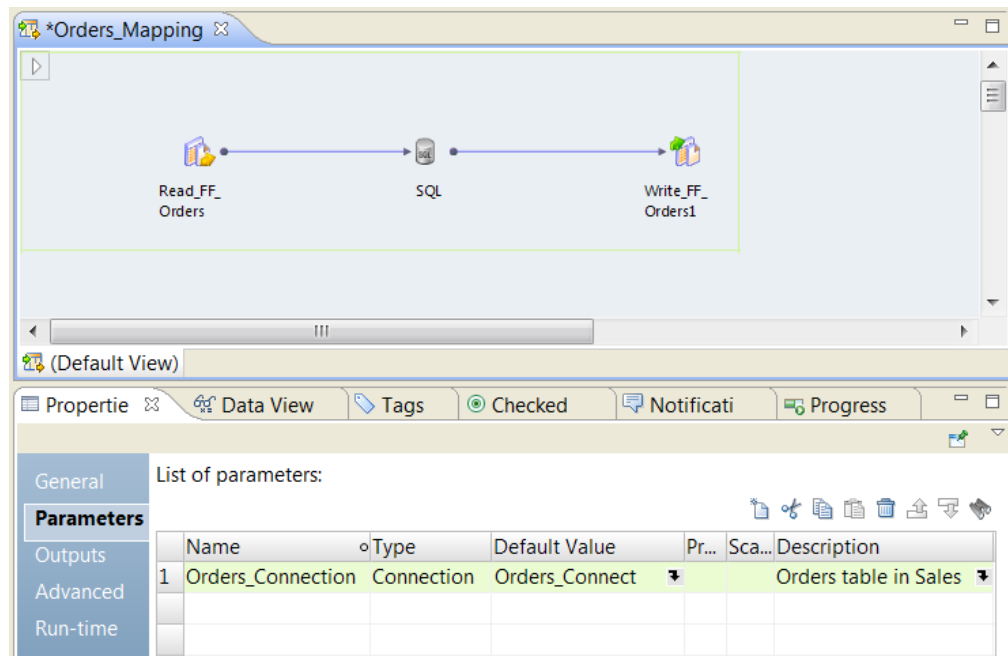 *Orders_Mapping
Read_FF_
Orders
SQL
SQL
Write_FF_
Orders1
(Default View)
Propertie Data View Tags Checked Notificati Progress
General
List of parameters:
Parameters
Outputs
Advanced
Run-time
Name Type Default Value Pr... Sca... Description
1 Orders_Connection Connection Orders_Connect Orders table in Sales